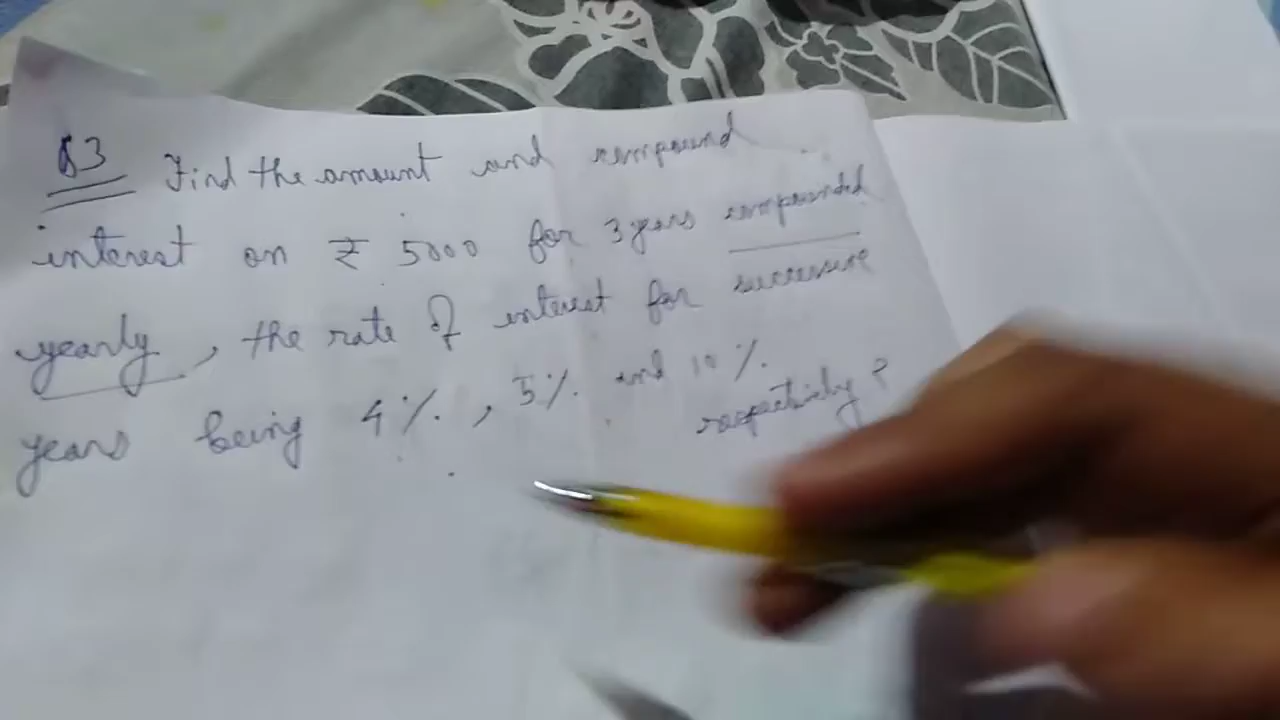 Q3 Find the amount and compound
interest on ₹ 5000 for 3 years compounded
yearly, the rate of interest for successive
years being 4%, 5% and 10%.
respectively?